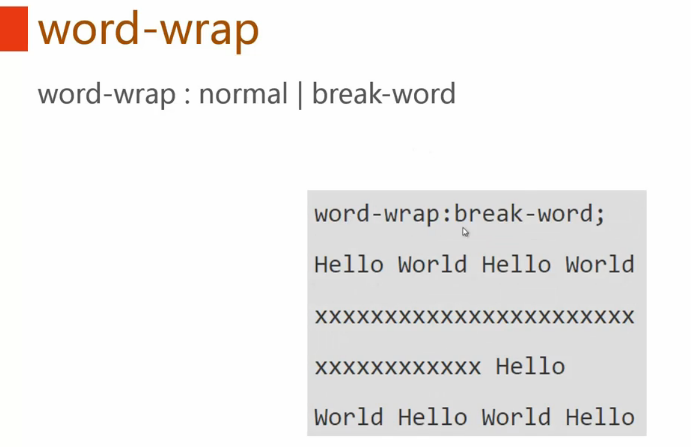 word-wrap
word-wrap : normal | break-word
word-wrap:break-word;
Hello World Hello World
xxxxxxxxxxxxxxxxxxxxxxx
xxxxxxxxxxxx Hello
World Hello World Hello